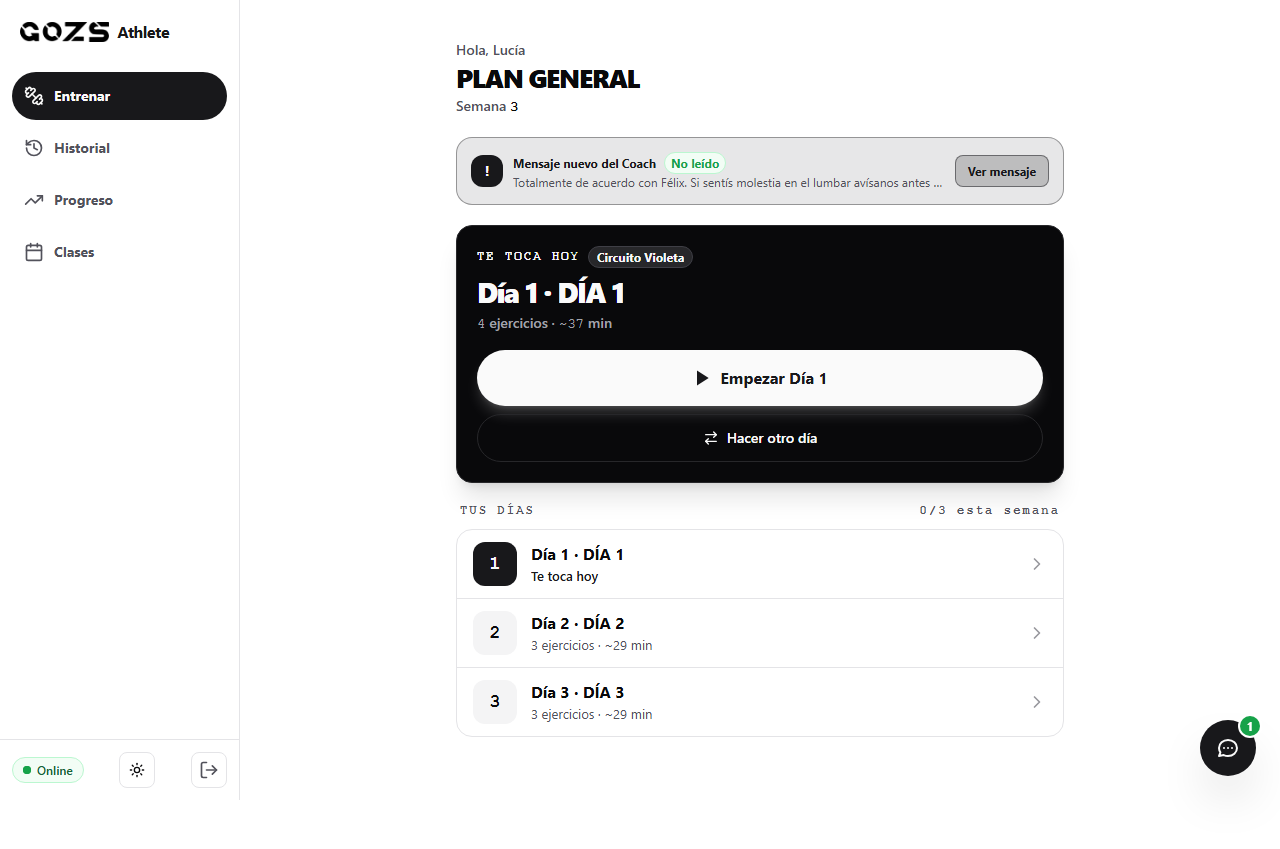 GOZS Athlete
Entrenar
Historial
Progreso
Clases
Online
Hola, Lucía
PLAN GENERAL
Semana 3
! Mensaje nuevo del Coach No leído
Totalmente de acuerdo con Félix. Si sentís molestia en el lumbar avísanos antes ...
Ver mensaje
TE TOCA HOY Circuito Violeta
Día 1 · DÍA 1
4 ejercicios · ~37 min
Empezar Día 1
Hacer otro día
TUS DÍAS 0/3 esta semana
1 Día 1 · DÍA 1
Te toca hoy
2 Día 2 · DÍA 2
3 ejercicios · ~29 min
3 Día 3 · DÍA 3
3 ejercicios · ~29 min
1